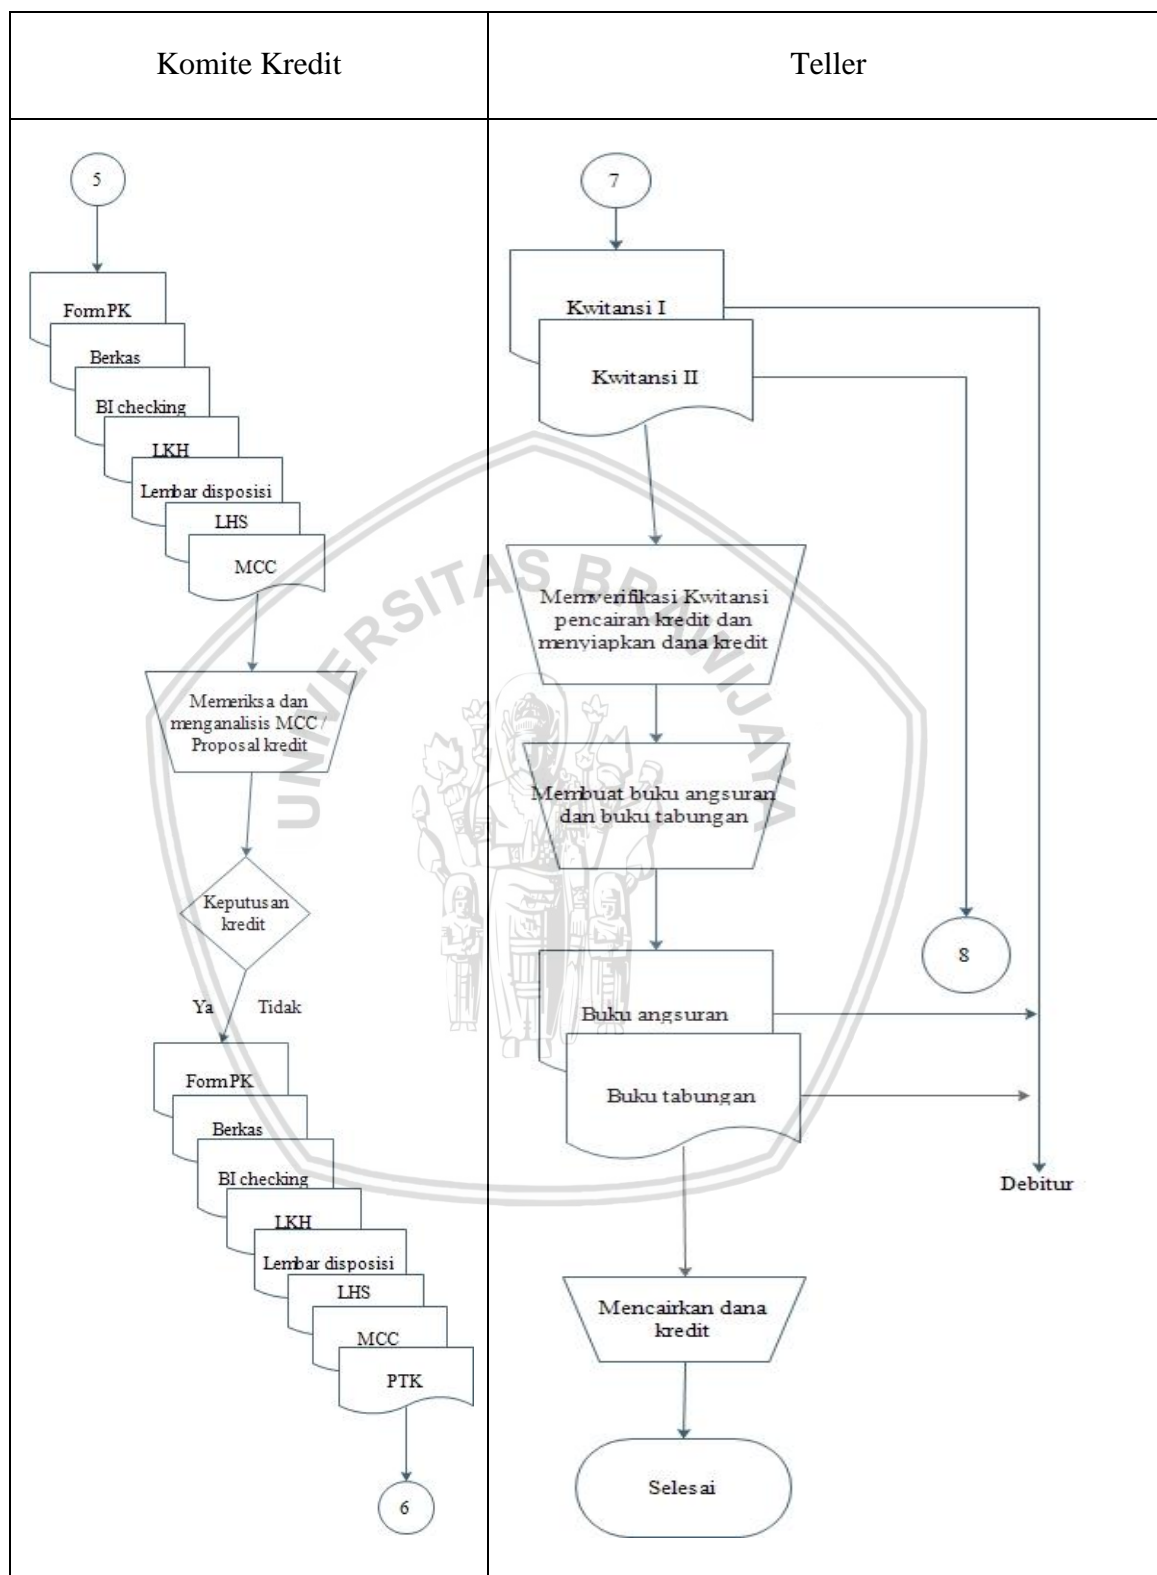 Komite Kredit
Teller
5
Form PK
Berkas
BI checking
LKH
Lembar disposisi
LHS
MCC
Memeriksa dan
menganalisis MCC /
Proposal kredit
Keputusan
kredit
Ya
Tidak
Form PK
Berkas
BI checking
LKH
Lembar disposisi
LHS
MCC
PTK
6
7
Kwitansi I
Kwitansi II
Memverifikasi Kwitansi
pencairan kredit dan
menyiapkan dana kredit
Membuat buku angsuran
dan buku tabungan
8
Buku angsuran
Buku tabungan
Debitur
Mencairkan dana
kredit
Selesai
UNIVERSITAS BRAWIJAYA